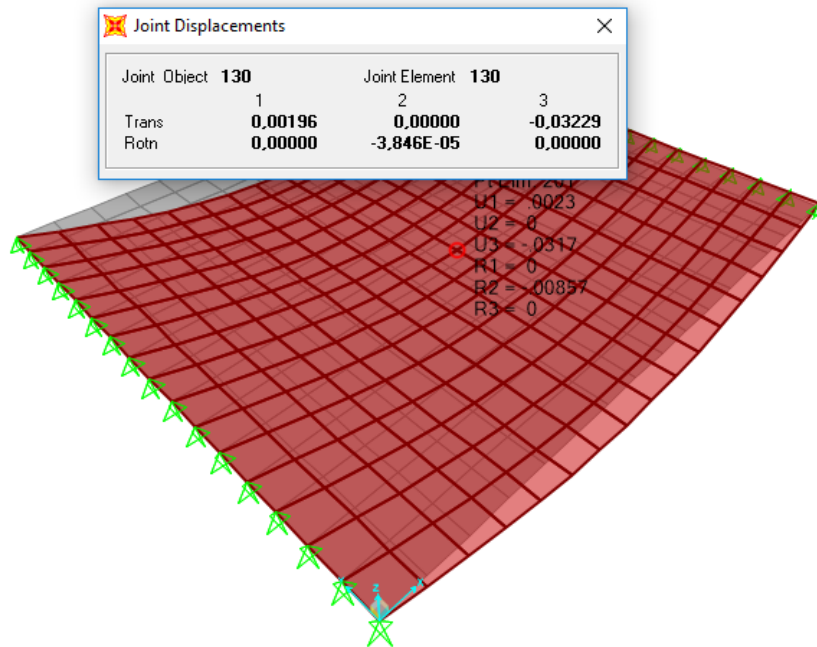 Joint Displacements
Joint Object 130 Joint Element 130
1 2 3
Trans 0,00196 0,00000 -0,03229
Rotn 0,00000 -3,846E-05 0,00000
U1 = .0023
U2 = 0
U3 = -.0317
R1 = 0
R2 = -.00857
R3 = 0
z